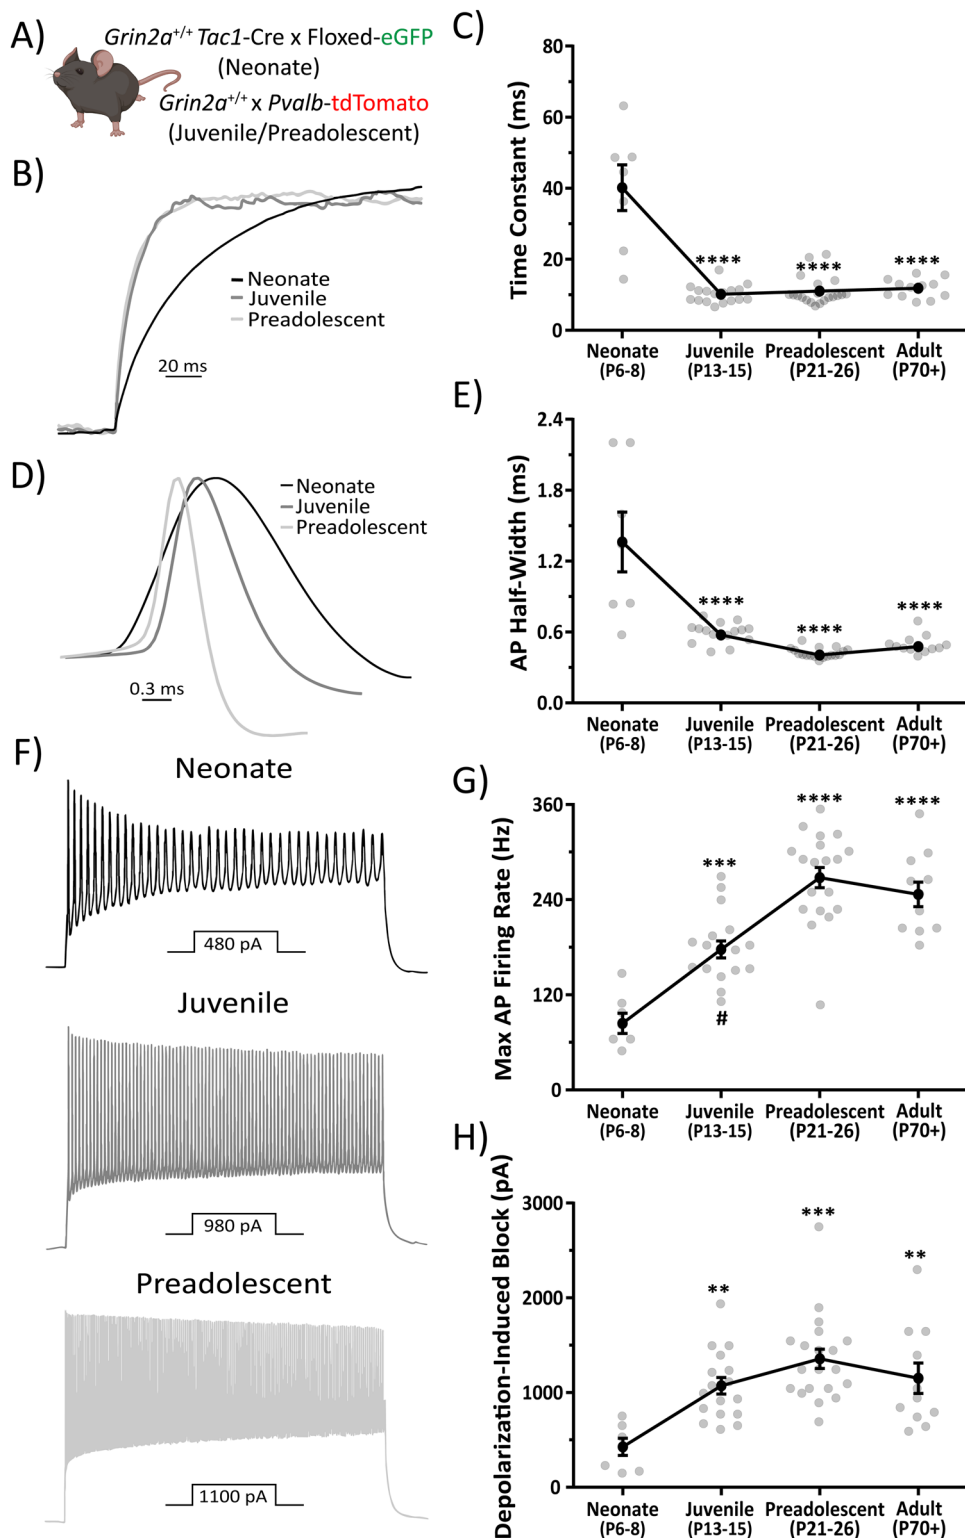 A)
Grin2a+/+ Tac1-Cre x Floxed-eGFP
(Neonate)
Grin2a+/+ x Pvalb-tdTomato
(Juvenile/Preadolescent)
B)
Neonate
Juvenile
Preadolescent
20 ms
C)
Time Constant (ms)
80
60
40
20
0
****
****
****
Neonate
(P6-8)
Juvenile
(P13-15)
Preadolescent
(P21-26)
Adult
(P70+)
D)
Neonate
Juvenile
Preadolescent
0.3 ms
E)
AP Half-Width (ms)
2.4
1.8
1.2
0.6
0.0
****
****
****
Neonate
(P6-8)
Juvenile
(P13-15)
Preadolescent
(P21-26)
Adult
(P70+)
F)
Neonate
480 pA
Juvenile
980 pA
Preadolescent
1100 pA
G)
Max AP Firing Rate (Hz)
360
240
120
0
***
****
****
#
Neonate
(P6-8)
Juvenile
(P13-15)
Preadolescent
(P21-26)
Adult
(P70+)
H)
Depolarization-Induced Block (pA)
3000
2000
1000
0
**
***
**
Neonate
(P6-8)
Juvenile
(P13-15)
Preadolescent
(P21-26)
Adult
(P70+)